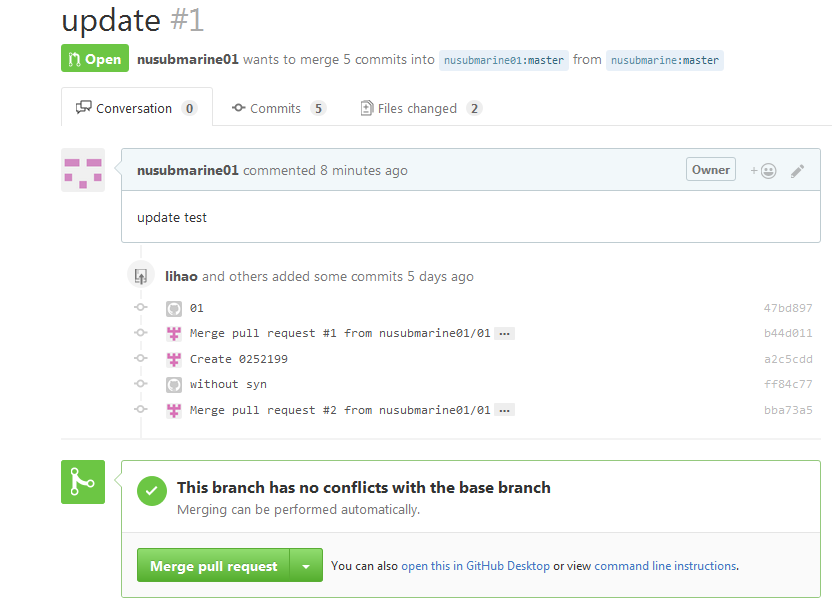 update #1
Open nusubmarine01 wants to merge 5 commits into nusubmarine01:master from nusubmarine:master
Conversation 0 Commits 5 Files changed 2
nusubmarine01 commented 8 minutes ago Owner +
update test
lihao and others added some commits 5 days ago
01 47bd897
Merge pull request #1 from nusubmarine01/01 … b44d011
Create 0252199 a2c5cdd
without syn ff84c77
Merge pull request #2 from nusubmarine01/01 … bba73a5
This branch has no conflicts with the base branch
Merging can be performed automatically.
Merge pull request You can also open this in GitHub Desktop or view command line instructions.